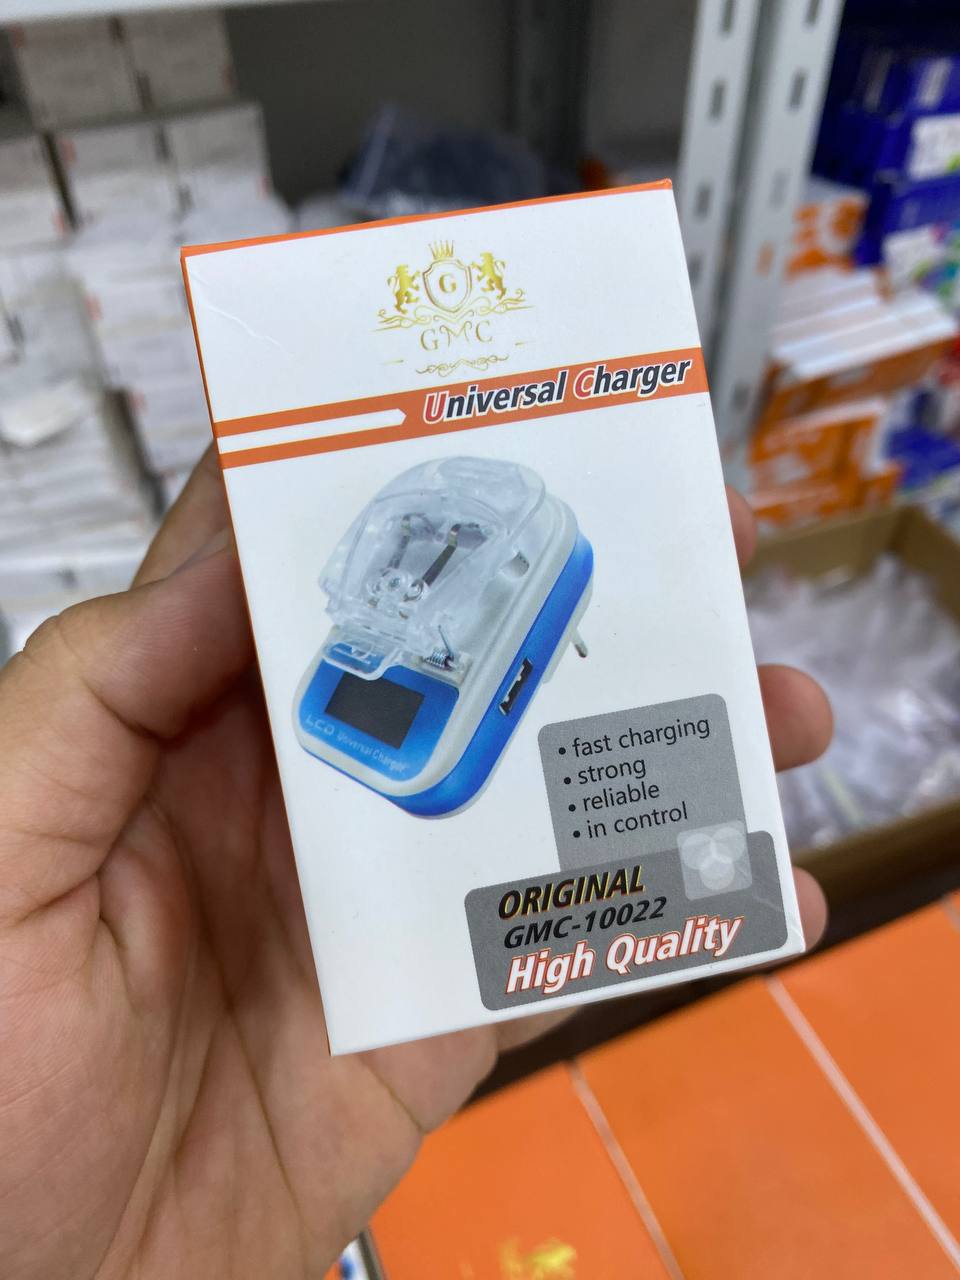 G
GMC
Universal Charger
LCD Universal Charger
• fast charging
• strong
• reliable
• in control
ORIGINAL
GMC-10022
High Quality